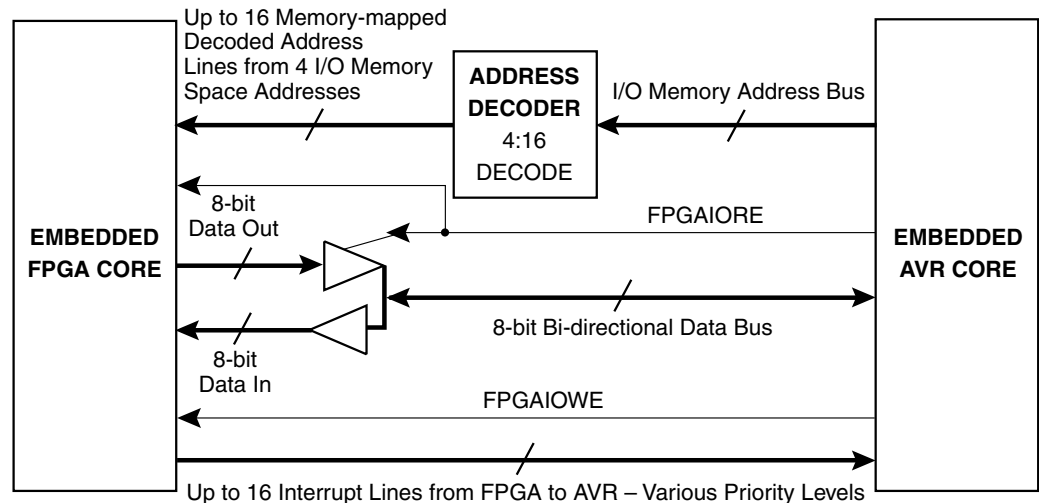 Up to 16 Memory-mapped
Decoded Address
Lines from 4 I/O Memory
Space Addresses
ADDRESS
DECODER
4:16
DECODE
I/O Memory Address Bus
8-bit
Data Out
FPGAIORE
EMBEDDED
FPGA CORE
EMBEDDED
AVR CORE
8-bit Bi-directional Data Bus
8-bit
Data In
FPGAIOWE
Up to 16 Interrupt Lines from FPGA to AVR – Various Priority Levels